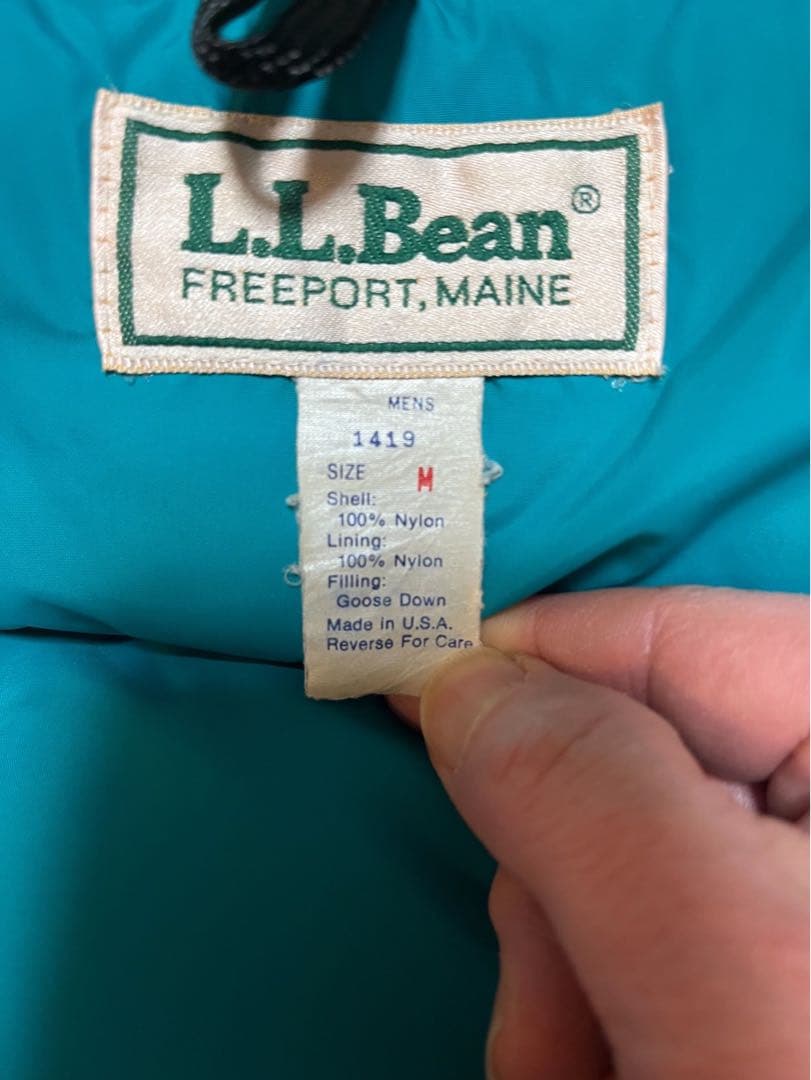 L.L.Bean®
FREEPORT, MAINE
MENS
1419
SIZE M
Shell:
100% Nylon
Lining:
100% Nylon
Filling:
Goose Down
Made in U.S.A.
Reverse For Care